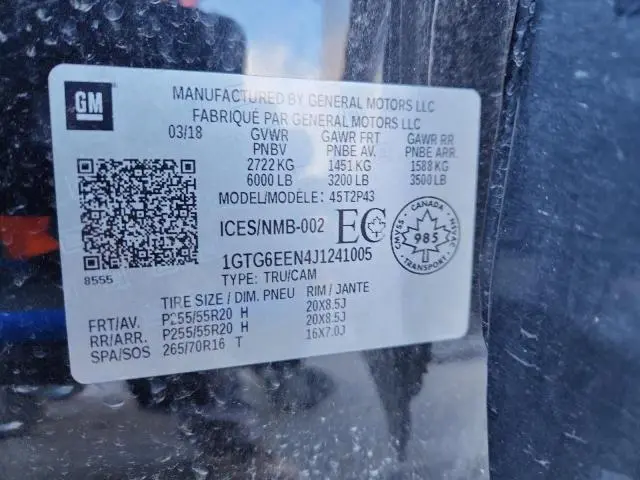 GM
MANUFACTURED BY GENERAL MOTORS LLC
FABRIQUÉ PAR GENERAL MOTORS LLC
03/18 GVWR GAWR FRT GAWR RR
PNBV PNBE AV. PNBE ARR.
2722 KG 1451 KG 1588 KG
6000 LB 3200 LB 3500 LB
MODEL/MODÈLE: 45T2P43
ICES/NMB-002 EC
CANADA
CMVSS 985 NSVAC
TRANSPORT
1GTG6EEN4J1241005
8555
TYPE: TRU/CAM
TIRE SIZE / DIM. PNEU RIM / JANTE
FRT/AV. P255/55R20 H 20X8.5J
RR/ARR. P255/55R20 H 20X8.5J
SPA/SOS 265/70R16 T 16X7.0J